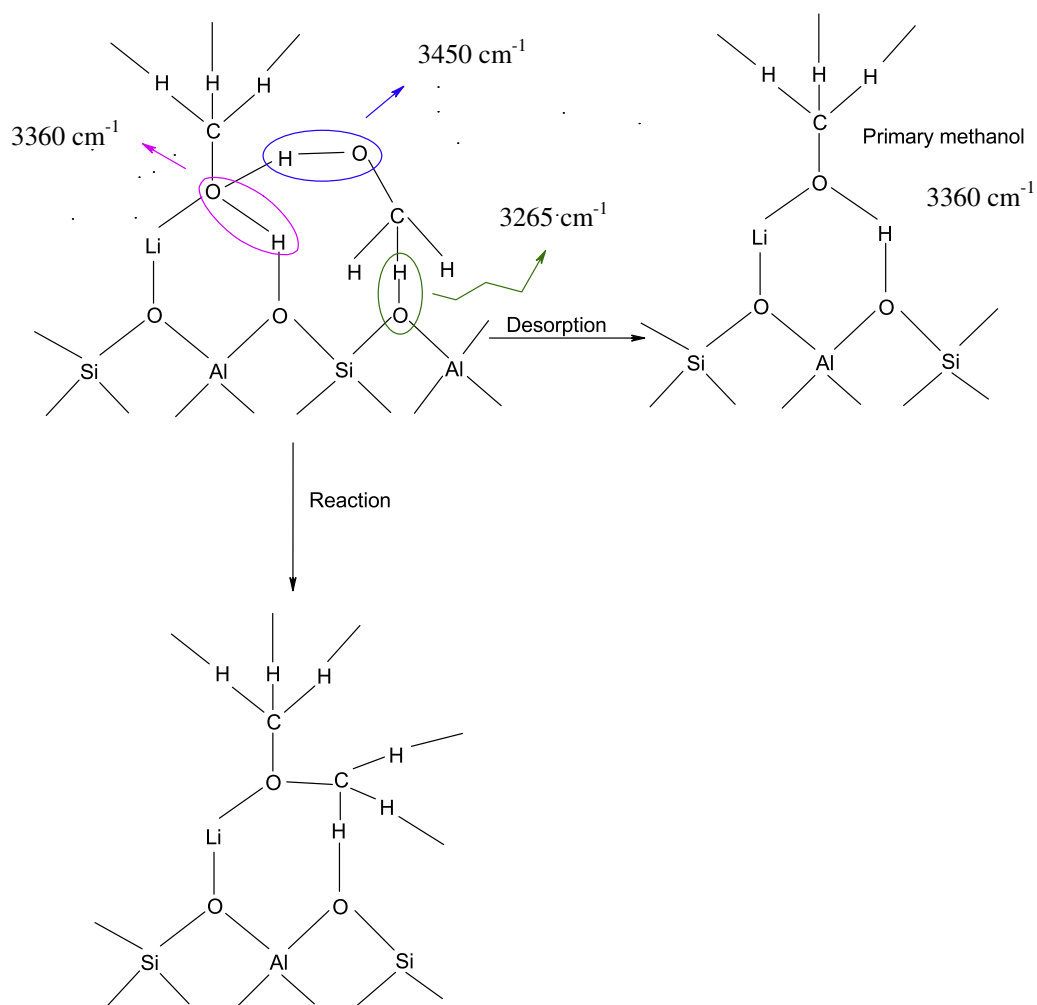 3450 cm-1
H H H
H H H
3360 cm-1
C
C
Primary methanol
H O
O
O
3360 cm-1
C
3265 cm-1
Li H
Li H
H H H
O O O
O O
Desorption
Si Al Si Al
Si Al Si
Reaction
H H H
C
H
O C
H
Li H
O O
Si Al Si